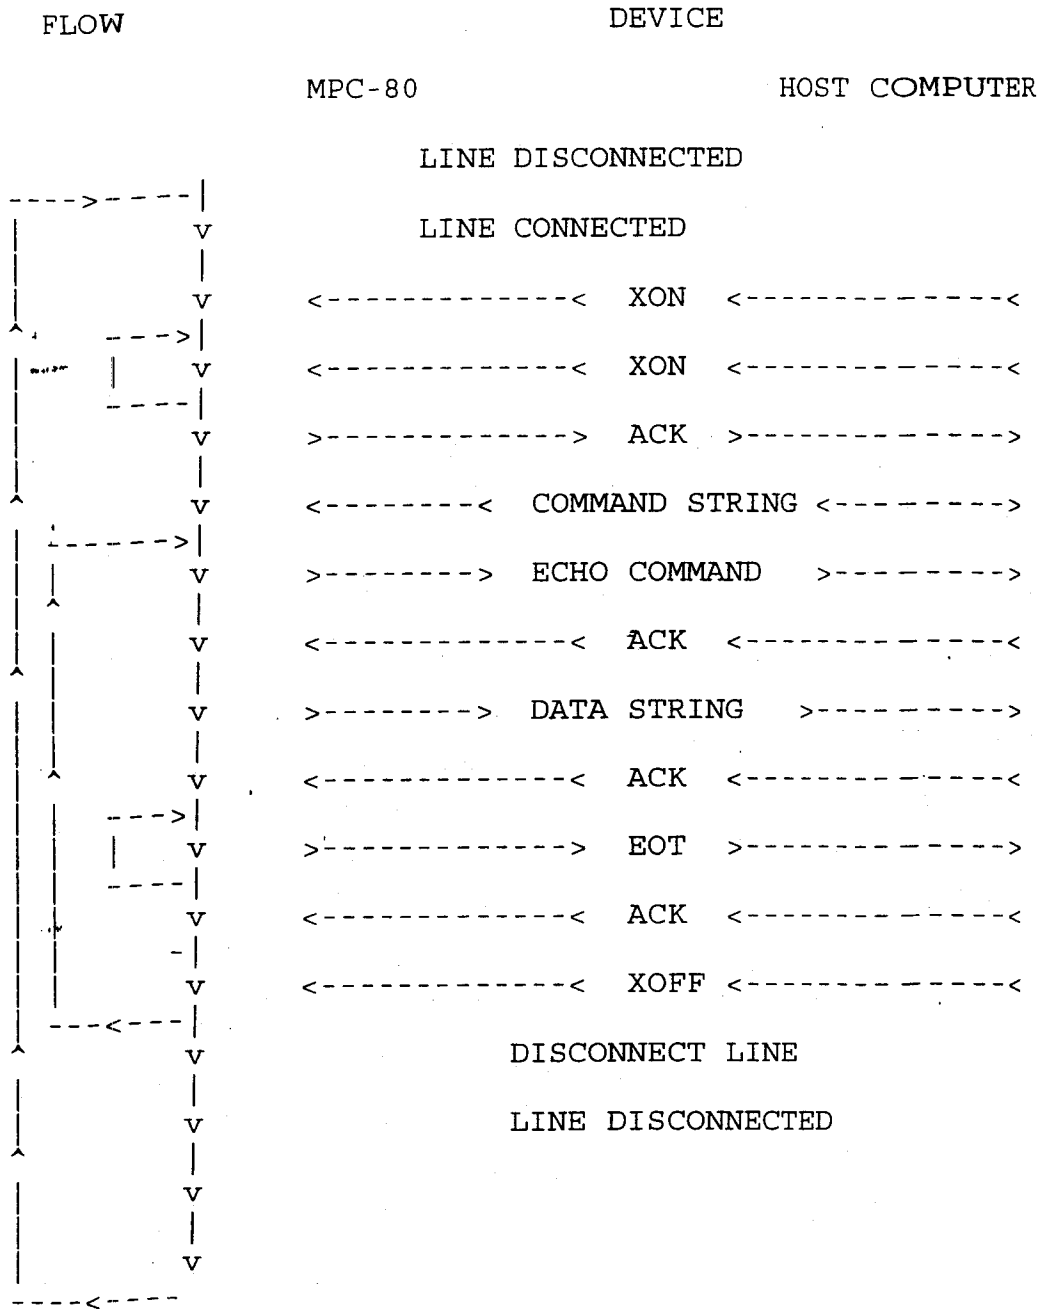 FLOW DEVICE
MPC-80 HOST COMPUTER
LINE DISCONNECTED
LINE CONNECTED
XON
XON
ACK
COMMAND STRING
ECHO COMMAND
ACK
DATA STRING
ACK
EOT
ACK
XOFF
DISCONNECT LINE
LINE DISCONNECTED